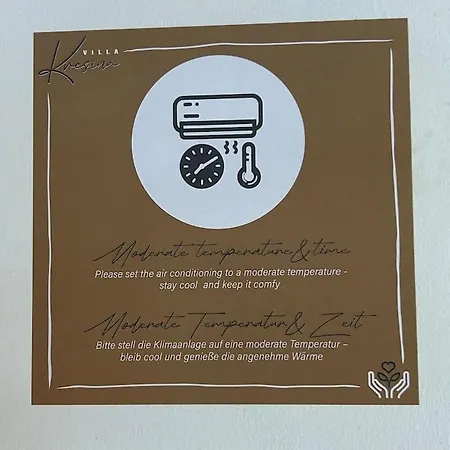 VILLA
Moderate temperature & time
Please set the air conditioning to a moderate temperature -
stay cool and keep it comfy
Moderate Temperatur & Zeit
Bitte stell die Klimaanlage auf eine moderate Temperatur –
bleib cool und genieße die angenehme Wärme